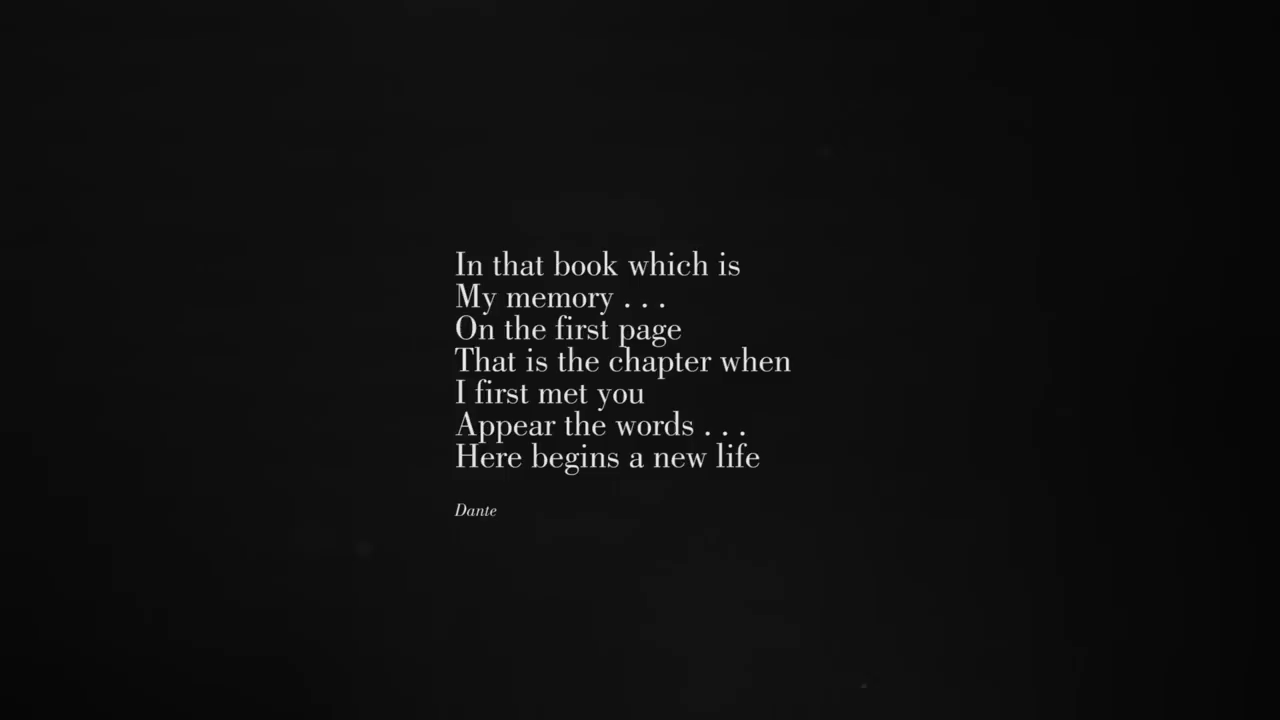 In that book which is
My memory . . .
On the first page
That is the chapter when
I first met you
Appear the words . . .
Here begins a new life
Dante